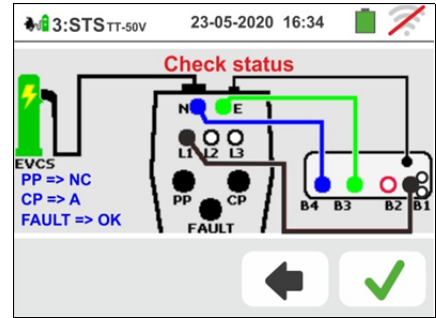 3:STS TT-50V 23-05-2020 16:34
Check status
N E
L1 L2 L3
EVCS
PP => NC
CP => A
FAULT => OK
PP CP
FAULT
B4 B3 B2 B1